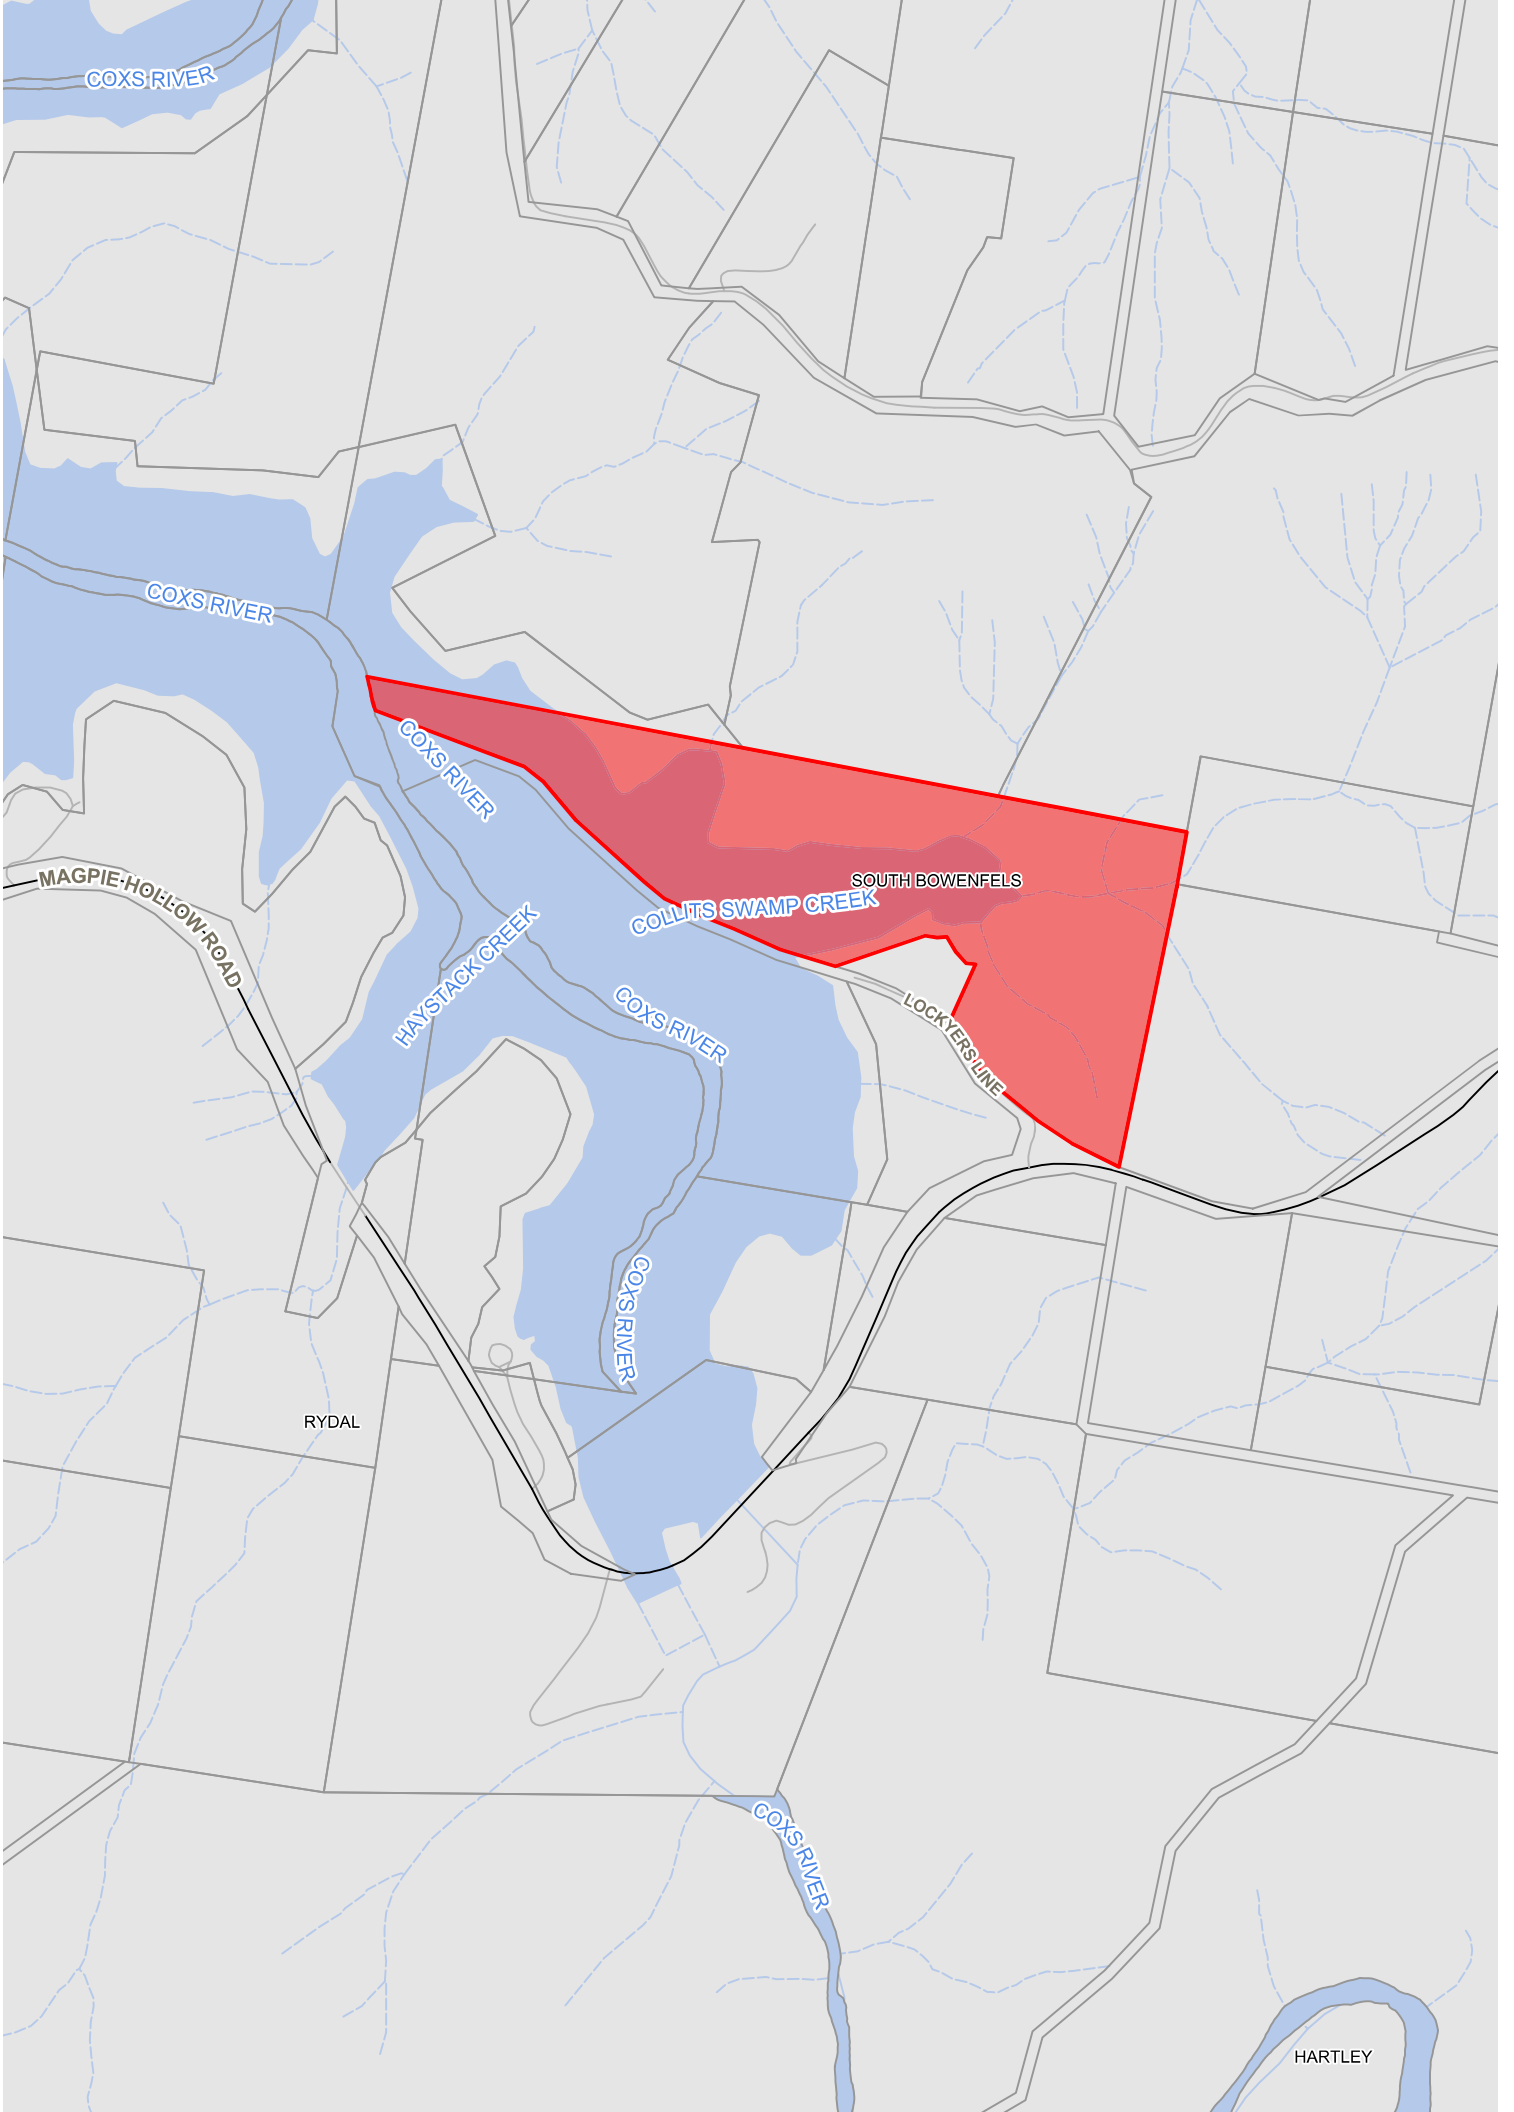 COXS RIVER
COXS RIVER
COXS RIVER
MAGPIE HOLLOW ROAD
SOUTH BOWENFELS
COLLITS SWAMP CREEK
HAYSTACK CREEK
COXS RIVER
LOCKYERS LINE
COXS RIVER
RYDAL
COXS RIVER
HARTLEY